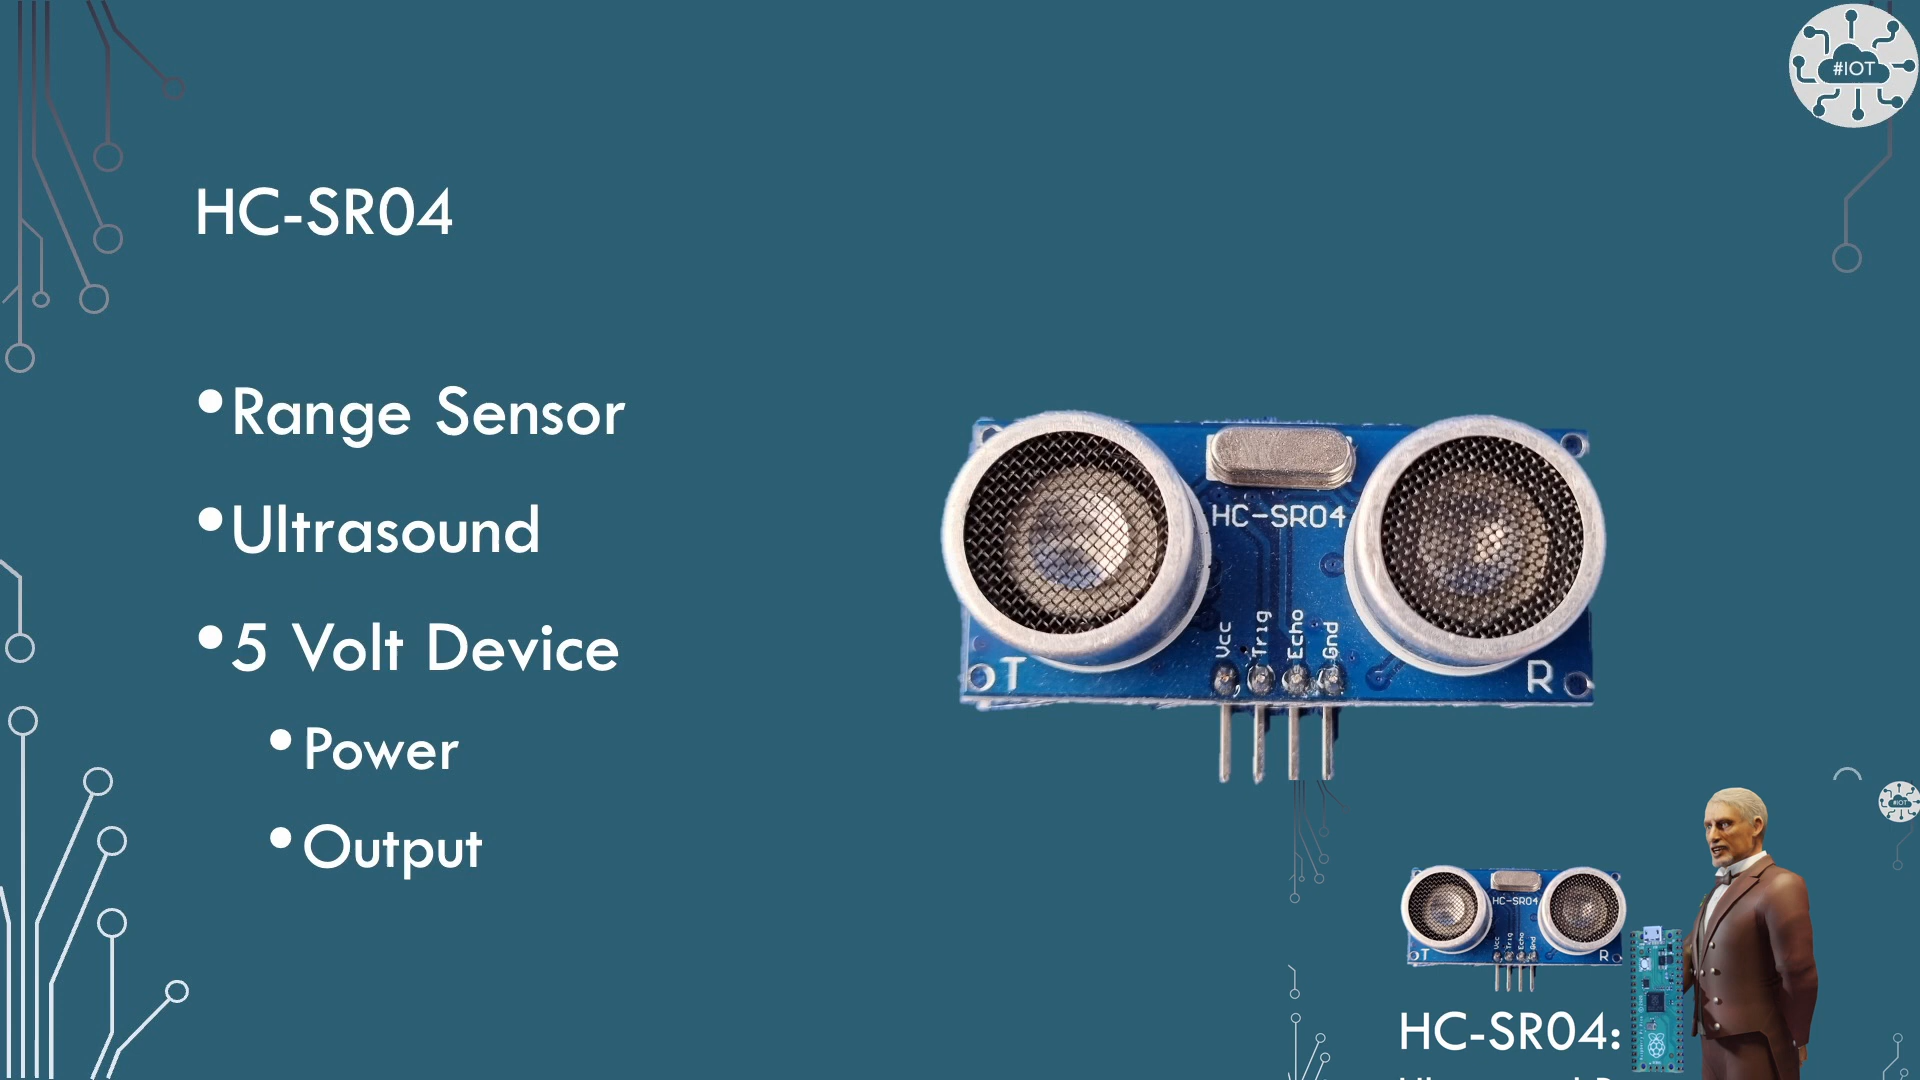 #IOT
HC-SR04
•Range Sensor
•Ultrasound
•5 Volt Device
•Power
•Output
HC-SR04
Vcc
Trig
Echo
Gnd
T
R
#IOT
HC-SR04
Vcc
Trig
Echo
Gnd
T
R
HC-SR04: